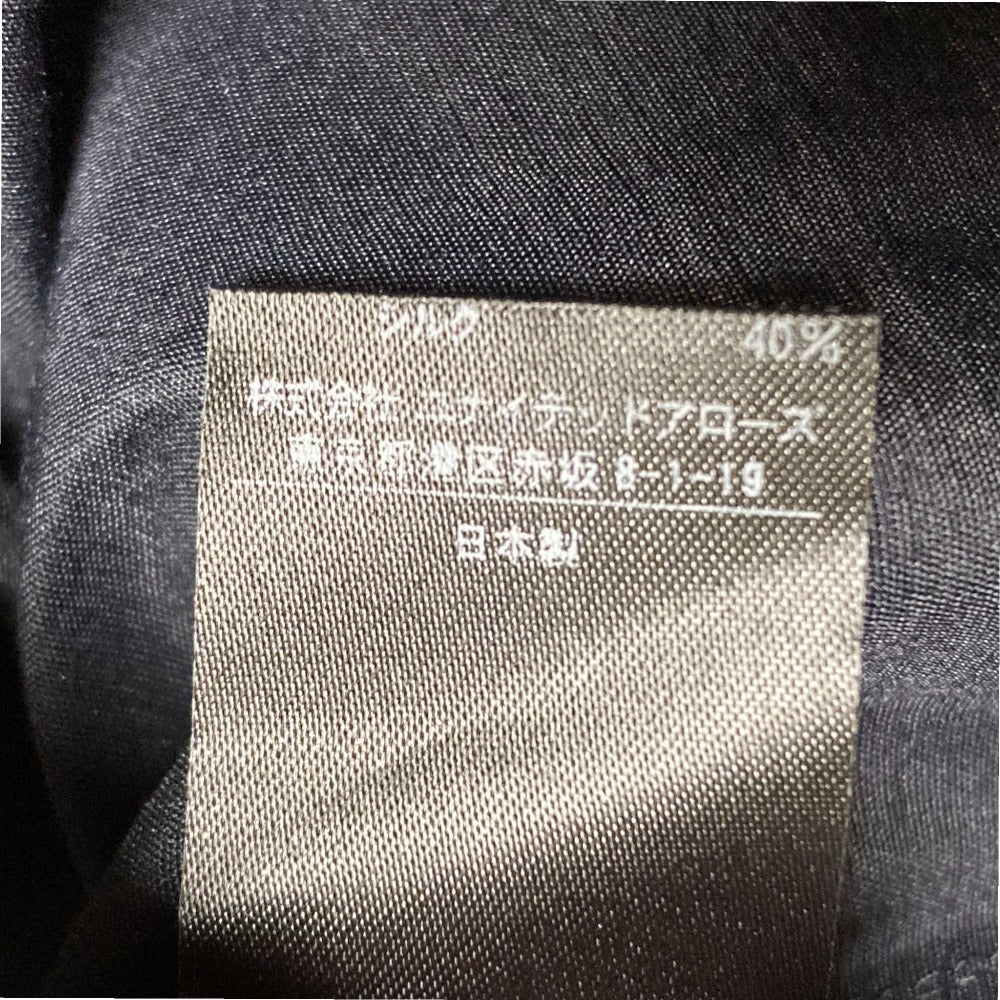 シルク 40%
株式会社 ユナイテッドアローズ
東京都港区赤坂 8-1-19
日本製